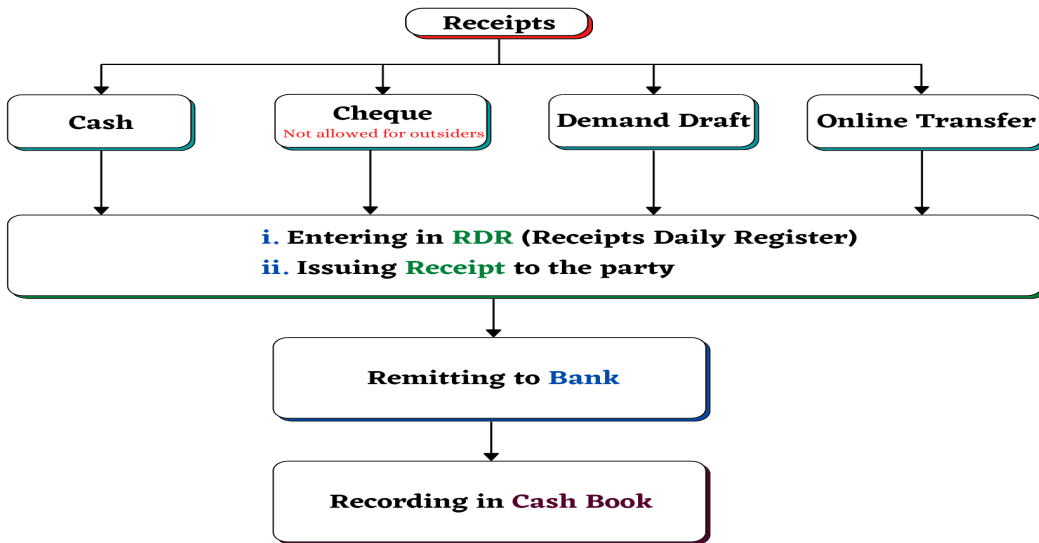 Receipts
Cash
Cheque
Not allowed for outsiders
Demand Draft
Online Transfer
i. Entering in RDR (Receipts Daily Register)
ii. Issuing Receipt to the party
Remitting to Bank
Recording in Cash Book